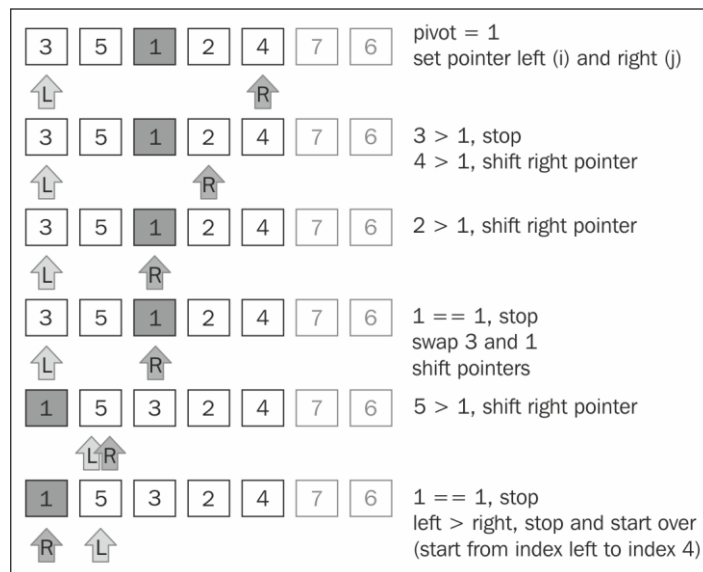 3 5 1 2 4 7 6
pivot = 1
set pointer left (i) and right (j)
L R
3 5 1 2 4 7 6
3 > 1, stop
4 > 1, shift right pointer
L R
3 5 1 2 4 7 6
2 > 1, shift right pointer
L R
3 5 1 2 4 7 6
1 == 1, stop
swap 3 and 1
shift pointers
L R
1 5 3 2 4 7 6
5 > 1, shift right pointer
L R
1 5 3 2 4 7 6
1 == 1, stop
left > right, stop and start over
(start from index left to index 4)
R L